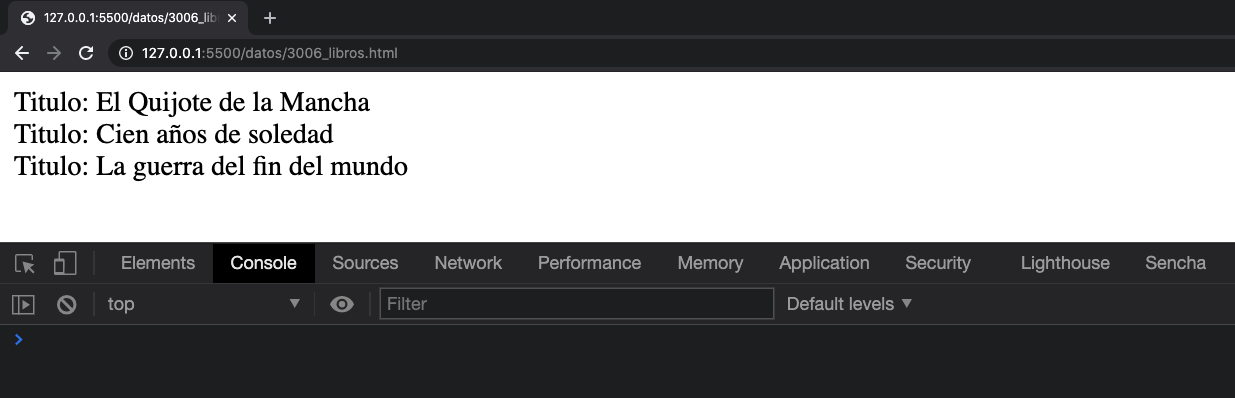 127.0.0.1:5500/datos/3006_lib
127.0.0.1:5500/datos/3006_libros.html
Titulo: El Quijote de la Mancha
Titulo: Cien años de soledad
Titulo: La guerra del fin del mundo
Elements Console Sources Network Performance Memory Application Security Lighthouse Sencha
top Filter Default levels